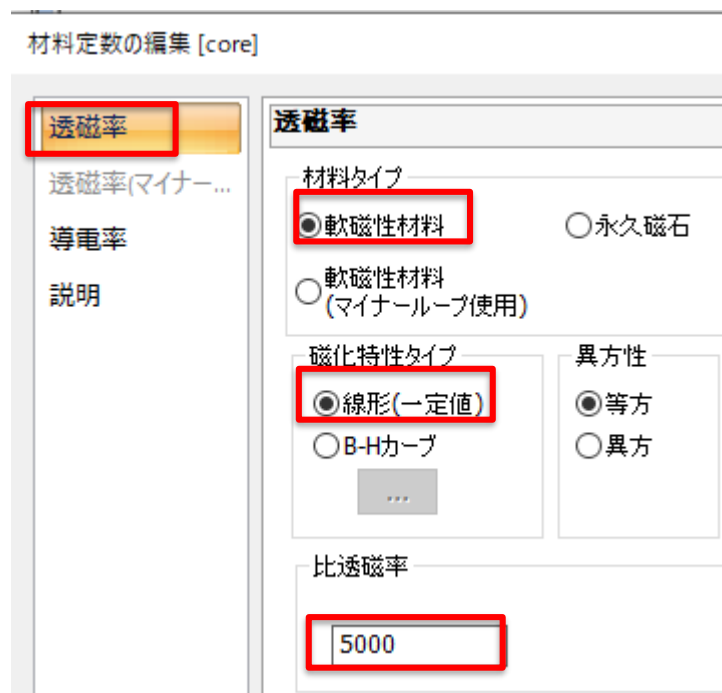 材料定数の編集 [core]
透磁率
透磁率(マイナー...
導電率
説明
透磁率
材料タイプ
軟磁性材料
永久磁石
軟磁性材料
(マイナーループ使用)
磁化特性タイプ
線形(一定値)
B-Hカーブ
...
異方性
等方
異方
比透磁率
5000